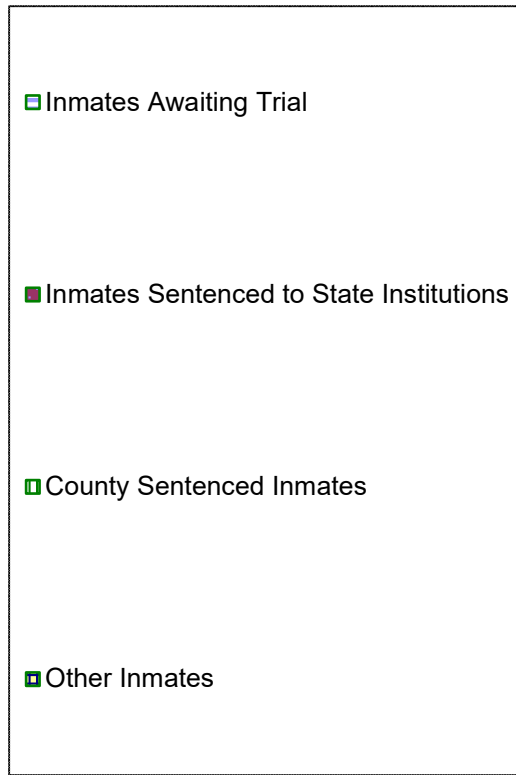 Inmates Awaiting Trial
Inmates Sentenced to State Institutions
County Sentenced Inmates
Other Inmates